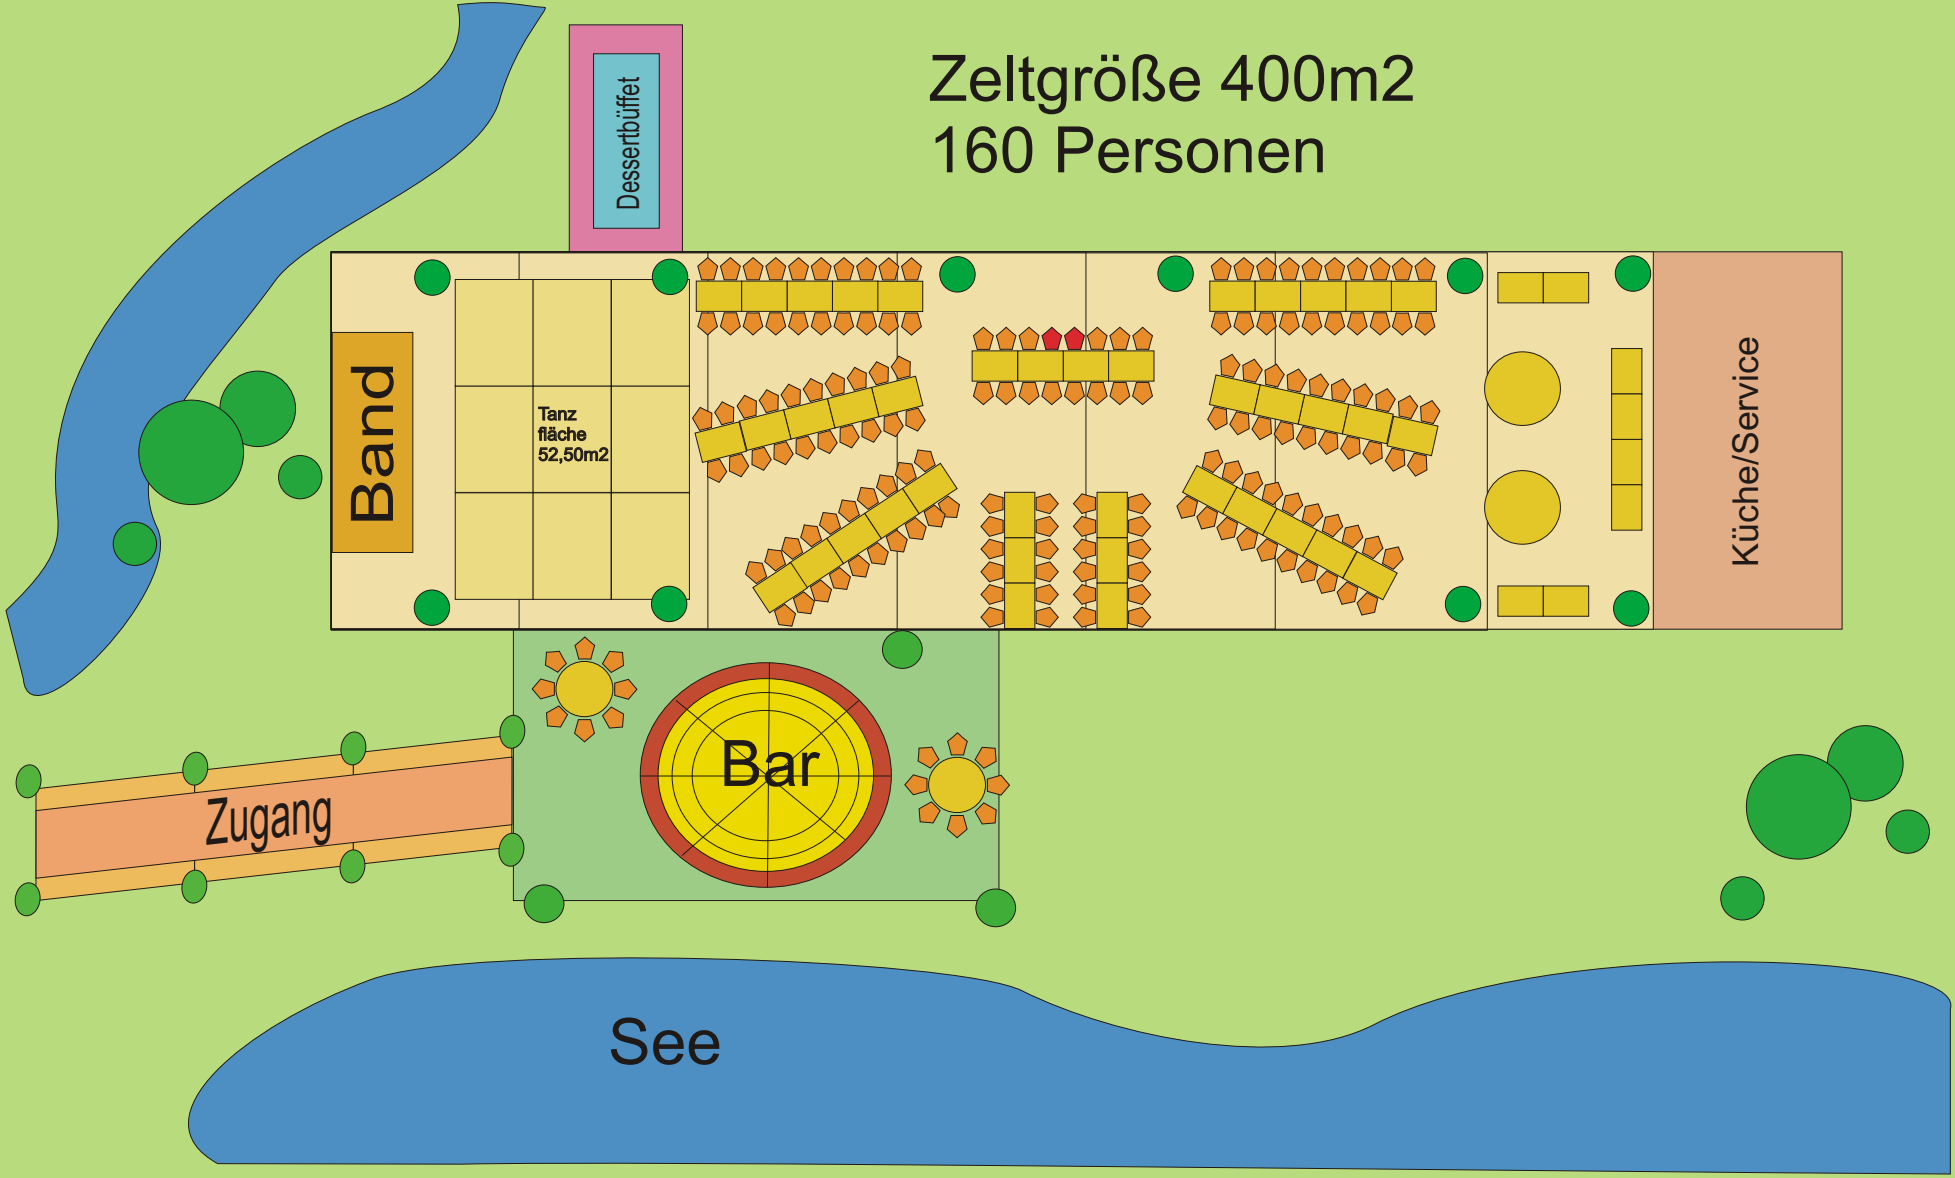 Zeltgröße 400m2
160 Personen
Dessertbüffet
Band
Tanz
fläche
52,50m2
Küche/Service
Bar
Zugang
See